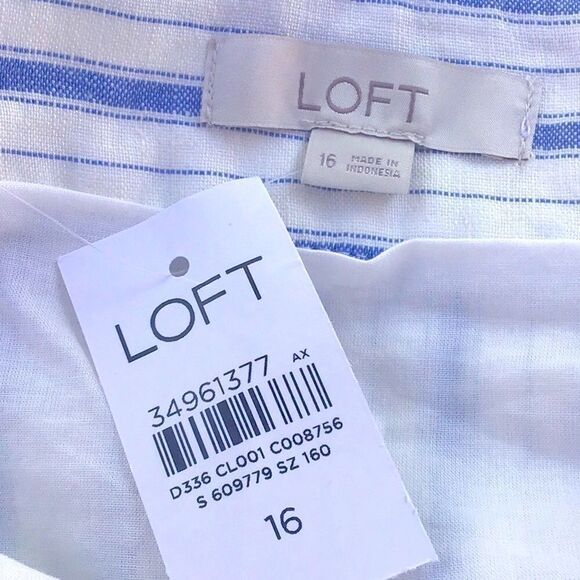 LOFT
16 MADE IN
INDONESIA
LOFT
34961377 AX
D336 CL001 C008756
S 609779 SZ 160
16